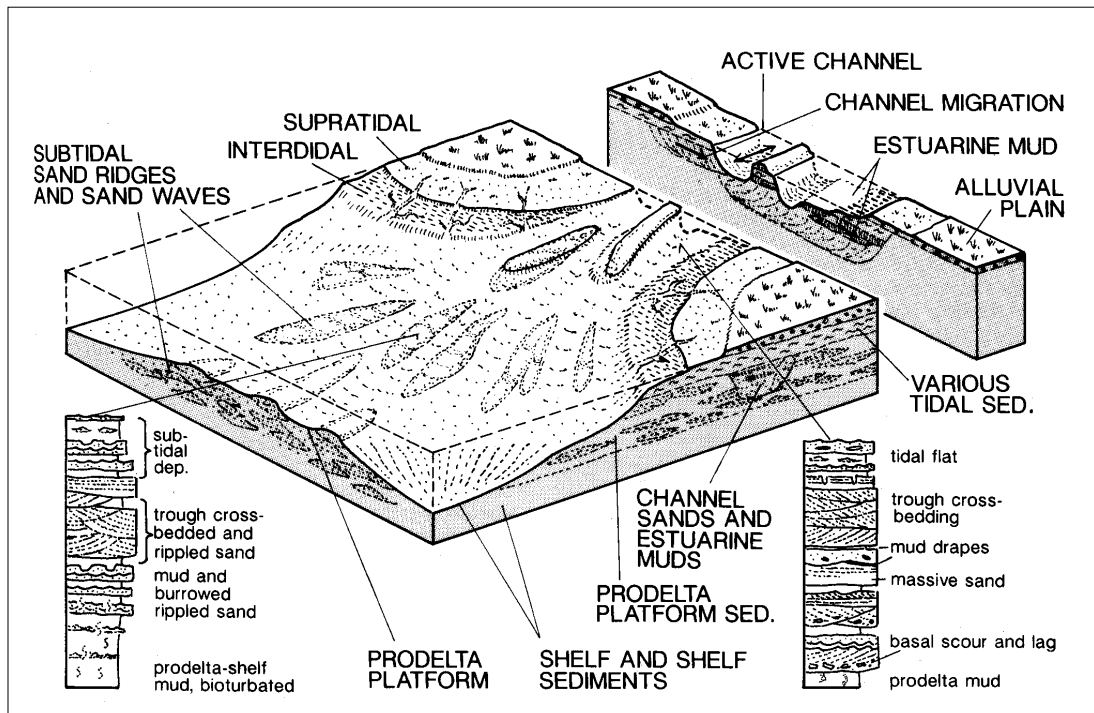 ACTIVE CHANNEL
CHANNEL MIGRATION
ESTUARINE MUD
ALLUVIAL
PLAIN
SUPRATIDAL
INTERDIDAL
SUBTIDAL
SAND RIDGES
AND SAND WAVES
VARIOUS
TIDAL SED.
CHANNEL
SANDS AND
ESTUARINE
MUDS
PRODELTA
PLATFORM SED.
SHELF AND SHELF
SEDIMENTS
PRODELTA
PLATFORM
sub-
tidal
dep.
trough cross-
bedded and
rippled sand
mud and
burrowed
rippled sand
prodelta-shelf
mud, bioturbated
tidal flat
trough cross-
bedding
mud drapes
massive sand
basal scour and lag
prodelta mud